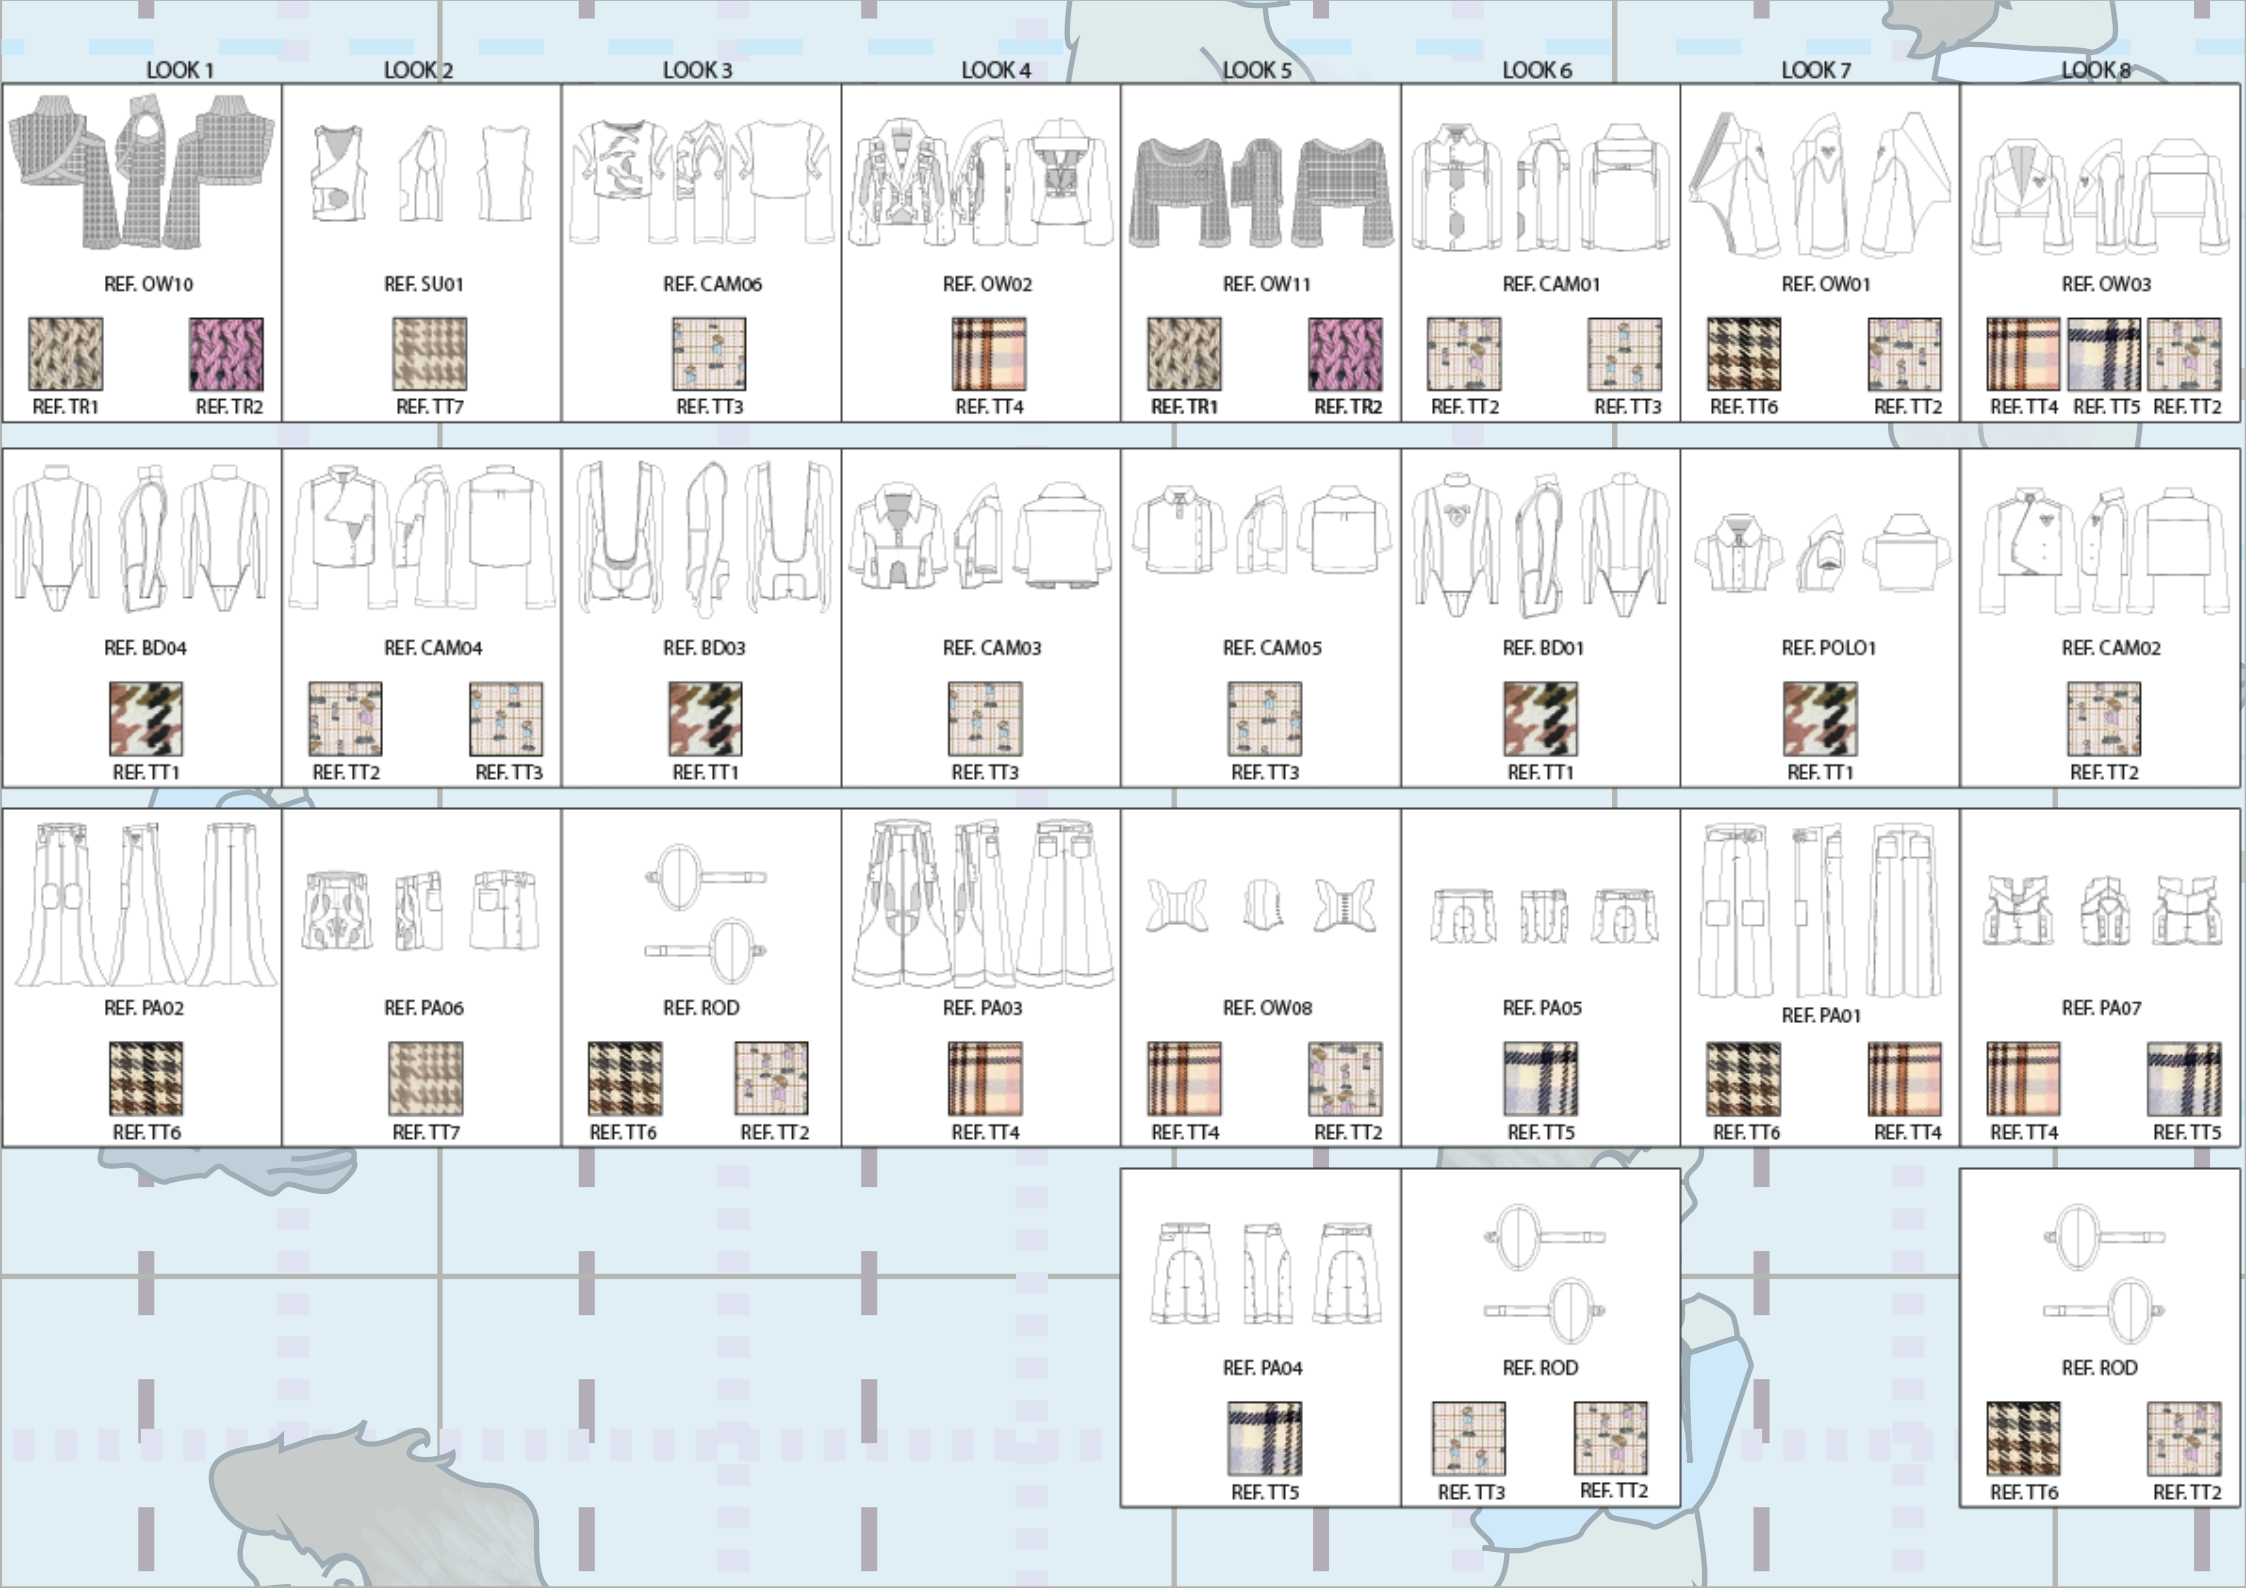 LOOK 1 LOOK 2 LOOK 3 LOOK 4 LOOK 5 LOOK 6 LOOK 7 LOOK 8
REF. OW10 REF. SU01 REF. CAM06 REF. OW02 REF. OW11 REF. CAM01 REF. OW01 REF. OW03
REF. TR1 REF. TR2 REF. TT7 REF. TT3 REF. TT4 REF. TR1 REF. TR2 REF. TT2 REF. TT3 REF. TT6 REF. TT2 REF. TT4 REF. TT5 REF. TT2
REF. BD04 REF. CAM04 REF. BD03 REF. CAM03 REF. CAM05 REF. BD01 REF. POLO1 REF. CAM02
REF. TT1 REF. TT2 REF. TT3 REF. TT1 REF. TT3 REF. TT3 REF. TT1 REF. TT1 REF. TT2
REF. PA02 REF. PA06 REF. ROD REF. PA03 REF. OW08 REF. PA05 REF. PA01 REF. PA07
REF. TT6 REF. TT7 REF. TT6 REF. TT2 REF. TT4 REF. TT4 REF. TT2 REF. TT5 REF. TT6 REF. TT4 REF. TT4 REF. TT5
REF. PA04 REF. ROD REF. ROD
REF. TT5 REF. TT3 REF. TT2 REF. TT6 REF. TT2